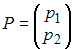 P = ( p₁
p₂ )